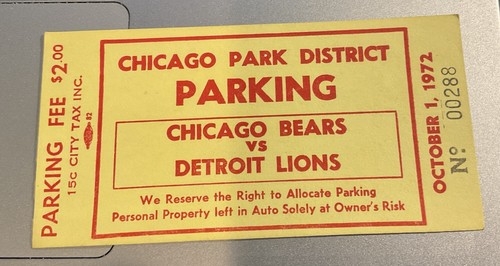 PARKING FEE $2.00
15c CITY TAX INC.
82
CHICAGO PARK DISTRICT
PARKING
CHICAGO BEARS
VS
DETROIT LIONS
We Reserve the Right to Allocate Parking
Personal Property left in Auto Solely at Owner's Risk
OCTOBER 1, 1972
Nº 00288